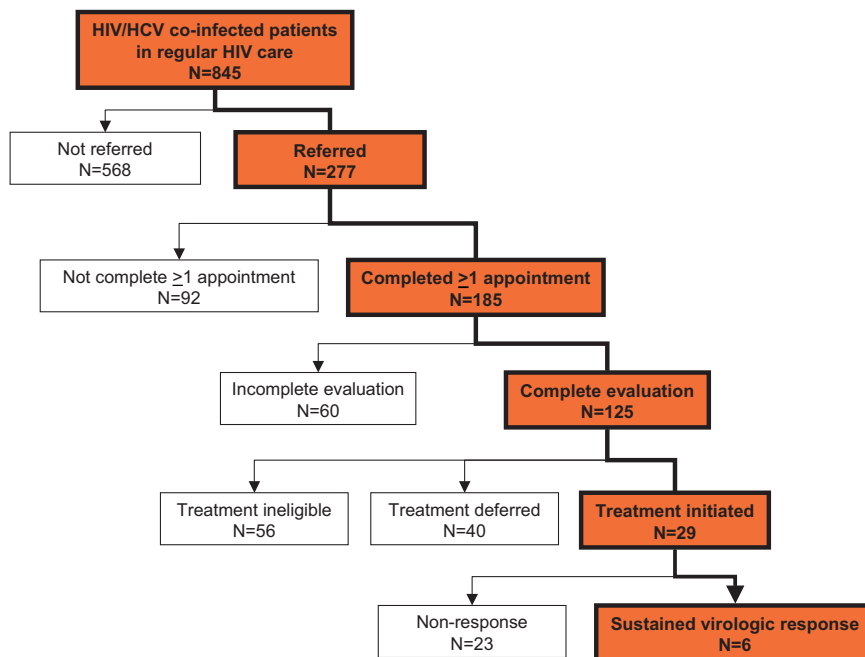 HIV/HCV co-infected patients
in regular HIV care
N=845
Not referred
N=568
Referred
N=277
Not complete ≥1 appointment
N=92
Completed ≥1 appointment
N=185
Incomplete evaluation
N=60
Complete evaluation
N=125
Treatment ineligible
N=56
Treatment deferred
N=40
Treatment initiated
N=29
Non-response
N=23
Sustained virologic response
N=6